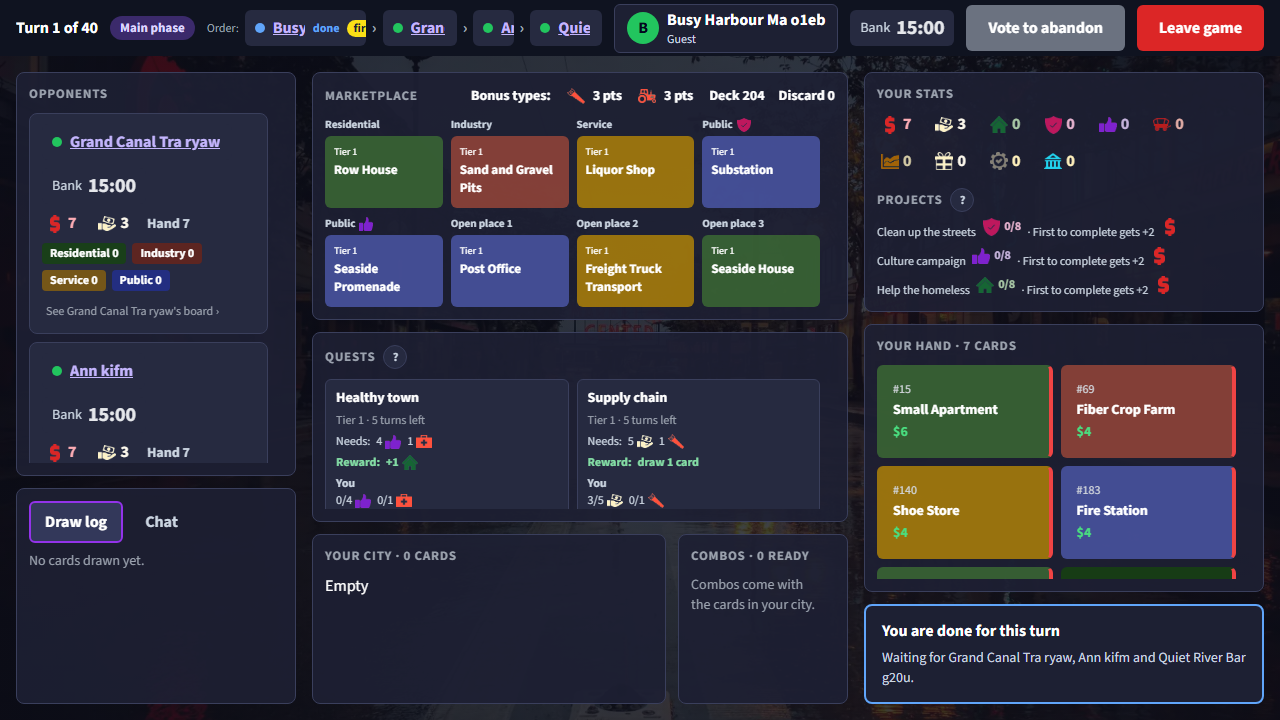 Turn 1 of 40 Main phase Order: Busy done fir › Gran › Ar › Quie B Busy Harbour Ma o1eb Guest Bank 15:00 Vote to abandon Leave game
OPPONENTS
Grand Canal Tra ryaw
Bank 15:00
7 3 Hand 7
Residential 0 Industry 0
Service 0 Public 0
See Grand Canal Tra ryaw's board ›
Ann kifm
Bank 15:00
7 3 Hand 7
Draw log Chat
No cards drawn yet.
MARKETPLACE Bonus types: 3 pts 3 pts Deck 204 Discard 0
Residential Industry Service Public
Tier 1 Tier 1 Tier 1 Tier 1
Row House Sand and Gravel Pits Liquor Shop Substation
Public Open place 1 Open place 2 Open place 3
Tier 1 Tier 1 Tier 1 Tier 1
Seaside Promenade Post Office Freight Truck Transport Seaside House
QUESTS ?
Healthy town
Tier 1 · 5 turns left
Needs: 4 1
Reward: +1
You
0/4 0/1
Supply chain
Tier 1 · 5 turns left
Needs: 5 1
Reward: draw 1 card
You
3/5 0/1
YOUR CITY · 0 CARDS
Empty
COMBOS · 0 READY
Combos come with
the cards in your city.
YOUR STATS
7 3 0 0 0 0
0 0 0 0
PROJECTS ?
Clean up the streets 0/8 · First to complete gets +2
Culture campaign 0/8 · First to complete gets +2
Help the homeless 0/8 · First to complete gets +2
YOUR HAND · 7 CARDS
#15
Small Apartment
$6
#69
Fiber Crop Farm
$4
#140
Shoe Store
$4
#183
Fire Station
$4
You are done for this turn
Waiting for Grand Canal Tra ryaw, Ann kifm and Quiet River Bar
g20u.